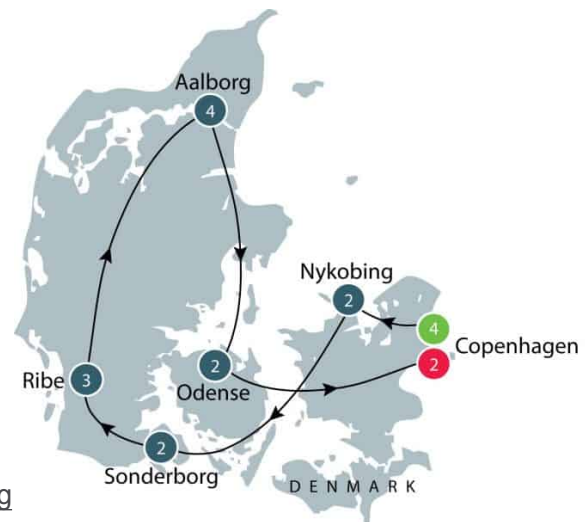 Aalborg
4
Nykobing
2
4
Copenhagen
2
Ribe
3
2
Odense
2
Sonderborg
DENMARK
g